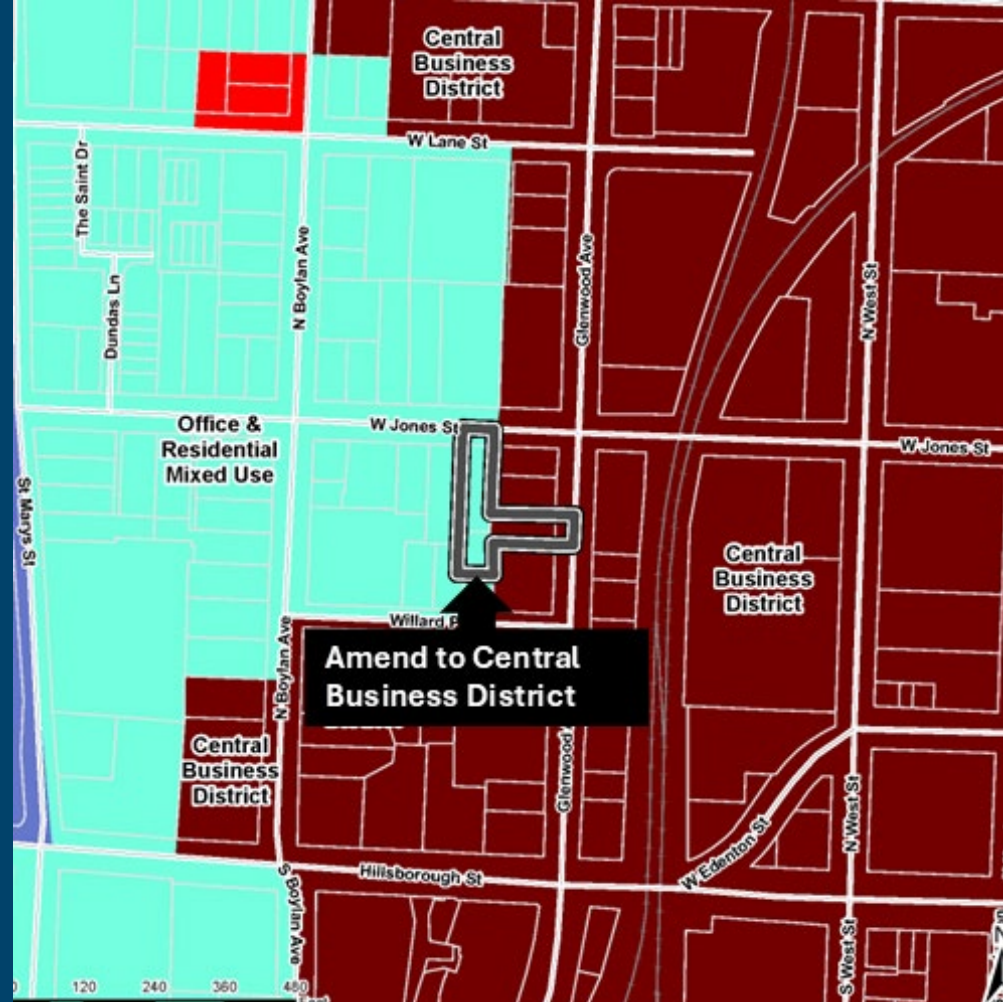 Central
Business
District
W Lane St
The Saint Dr
N Boylan Ave
Glenwood Ave
N West St
Dundas Ln
Office &
Residential
Mixed Use
W Jones St
W Jones St
St Marys St
Central
Business
District
Willard P
Amend to Central
Business District
N Boylan Ave
Central
Business
District
Glenwood
N West St
W Edenton St
Hillsborough St
S Boylan Ave
S West St
N
0 120 240 360 480